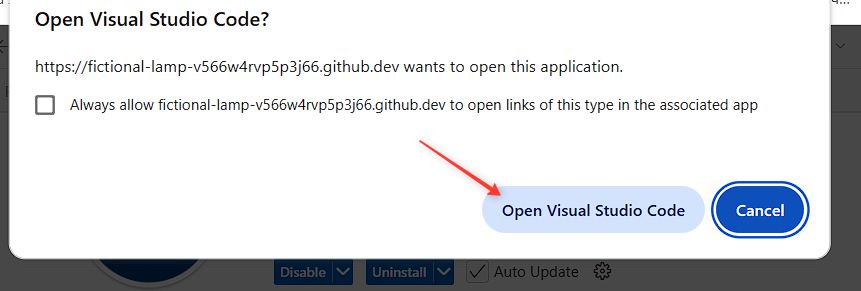 Open Visual Studio Code?
https://fictional-lamp-v566w4rvp5p3j66.github.dev wants to open this application.
Always allow fictional-lamp-v566w4rvp5p3j66.github.dev to open links of this type in the associated app
Open Visual Studio Code
Cancel
Disable
Uninstall
Auto Update